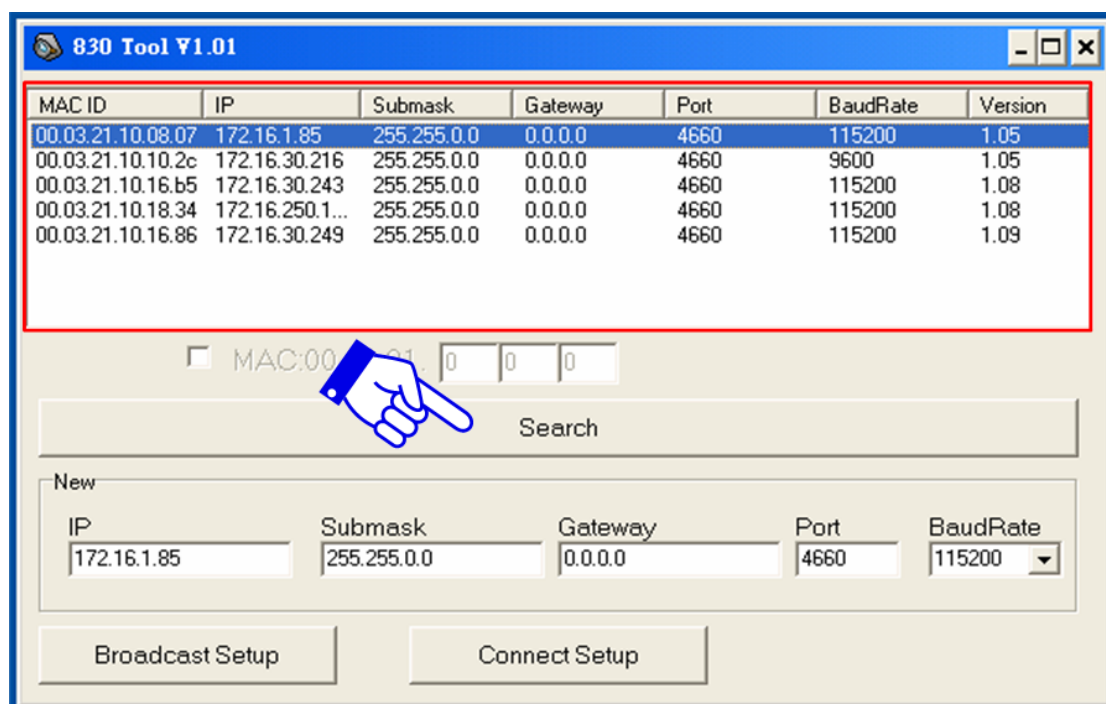 830 Tool V1.01
MAC ID IP Submask Gateway Port BaudRate Version
00.03.21.10.08.07 172.16.1.85 255.255.0.0 0.0.0.0 4660 115200 1.05
00.03.21.10.10.2c 172.16.30.216 255.255.0.0 0.0.0.0 4660 9600 1.05
00.03.21.10.16.b5 172.16.30.243 255.255.0.0 0.0.0.0 4660 115200 1.08
00.03.21.10.18.34 172.16.250.1... 255.255.0.0 0.0.0.0 4660 115200 1.08
00.03.21.10.16.86 172.16.30.249 255.255.0.0 0.0.0.0 4660 115200 1.09
MAC:00. 0 0 0
Search
New
IP Submask Gateway Port BaudRate
172.16.1.85 255.255.0.0 0.0.0.0 4660 115200
Broadcast Setup Connect Setup